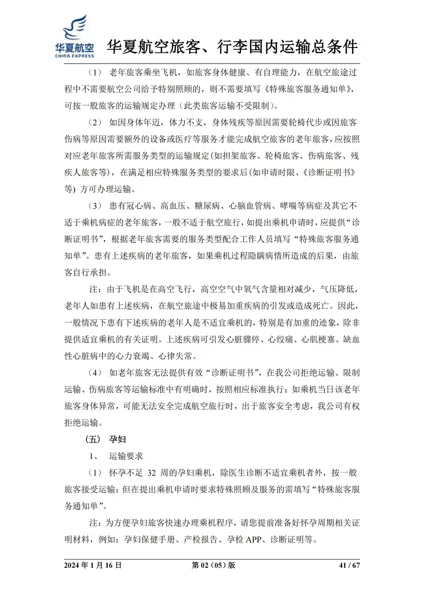 华夏航空
CHINA EXPRESS
华夏航空旅客、行李国内运输总条件
（1） 老年旅客乘坐飞机，如旅客身体健康、有自理能力，在航空旅途过
程中不需要航空公司给予特别照顾的，则不需要填写《特殊旅客服务通知单》，
可按一般旅客的运输规定办理（此类旅客运输不受限制）。
（2） 如因身体年迈，体力不支，身体残疾等原因需要轮椅代步或因旅客
伤病等原因需要额外的设备或医疗等服务才能完成航空旅客的老年旅客，应按照
对应老年旅客所需服务类型的运输规定(如担架旅客、轮椅旅客、伤病旅客、残
疾人旅客等)，在满足相应特殊服务类型的要求后(如申请时限、《诊断证明书》
等) 方可办理运输。
（3） 患有冠心病、高血压、糖尿病、心脑血管病、哮喘等病症及其它不
适于乘机病症的老年旅客，一般不适于航空旅行，如提出乘机申请时，应提供“诊
断证明书”，根据老年旅客需要的服务类型配合工作人员填写“特殊旅客服务通
知单”。患有上述疾病的老年旅客，如果乘机过程隐瞒病情所造成的后果，由旅
客自行承担。
注：由于飞机是在高空飞行，高空空气中氧气含量相对减少，气压降低，
老年人如患有上述疾病，在航空旅途中极易加重疾病的引发或造成死亡。因此，
一般情况下患有下述疾病的老年人是不适宜乘机的，特别是有加重的迹象，除非
提供适宜乘机的有关证明。上述疾病可引发心脏骤停、心绞痛、心肌梗塞、缺血
性心脏病中的心力衰竭、心律失常。
（4） 如老年旅客无法提供有效“诊断证明书”，在我公司拒绝运输、限制
运输、伤病旅客等运输标准中有明确时，按照相应标准执行；如乘机当日该老年
旅客身体异常，可能无法安全完成航空旅行时，出于旅客安全考虑，我公司有权
拒绝运输。
(五) 孕妇
1、 运输要求
（1） 怀孕不足 32 周的孕妇乘机，除医生诊断不适宜乘机者外，按一般
旅客接受运输；但在提出乘机申请时要求特殊照顾及服务的需填写“特殊旅客服
务通知单”。
注：为方便孕妇旅客快速办理乘机程序，请您提前准备好怀孕周期相关证
明材料，例如：孕妇保健手册、产检报告、孕检 APP、诊断证明等。
2024 年 1 月 16 日 第 02（05）版 41 / 67